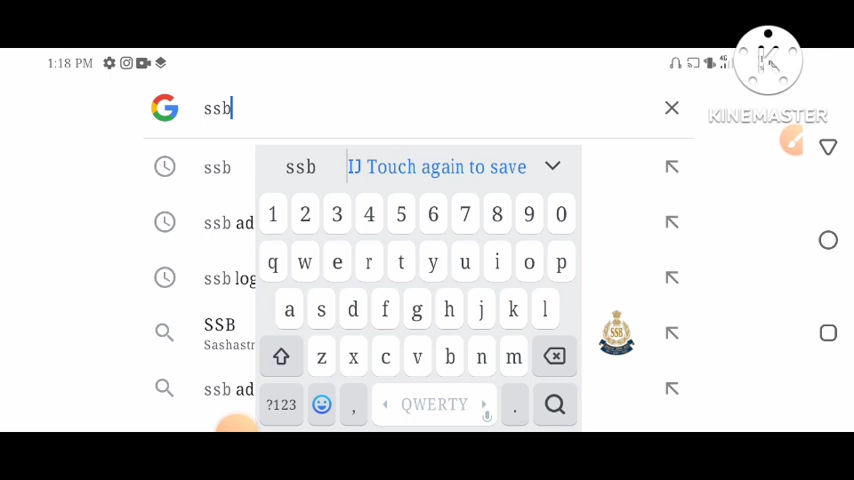 1:18 PM
KINEMASTER
ssb
ssb
ssb IJ Touch again to save
1 2 3 4 5 6 7 8 9 0
ssb ad
q w e r t y u i o p
ssb log
a s d f g h j k l
SSB
Sashastr
SSB
z x c v b n m
ssb ad
?123 , QWERTY .